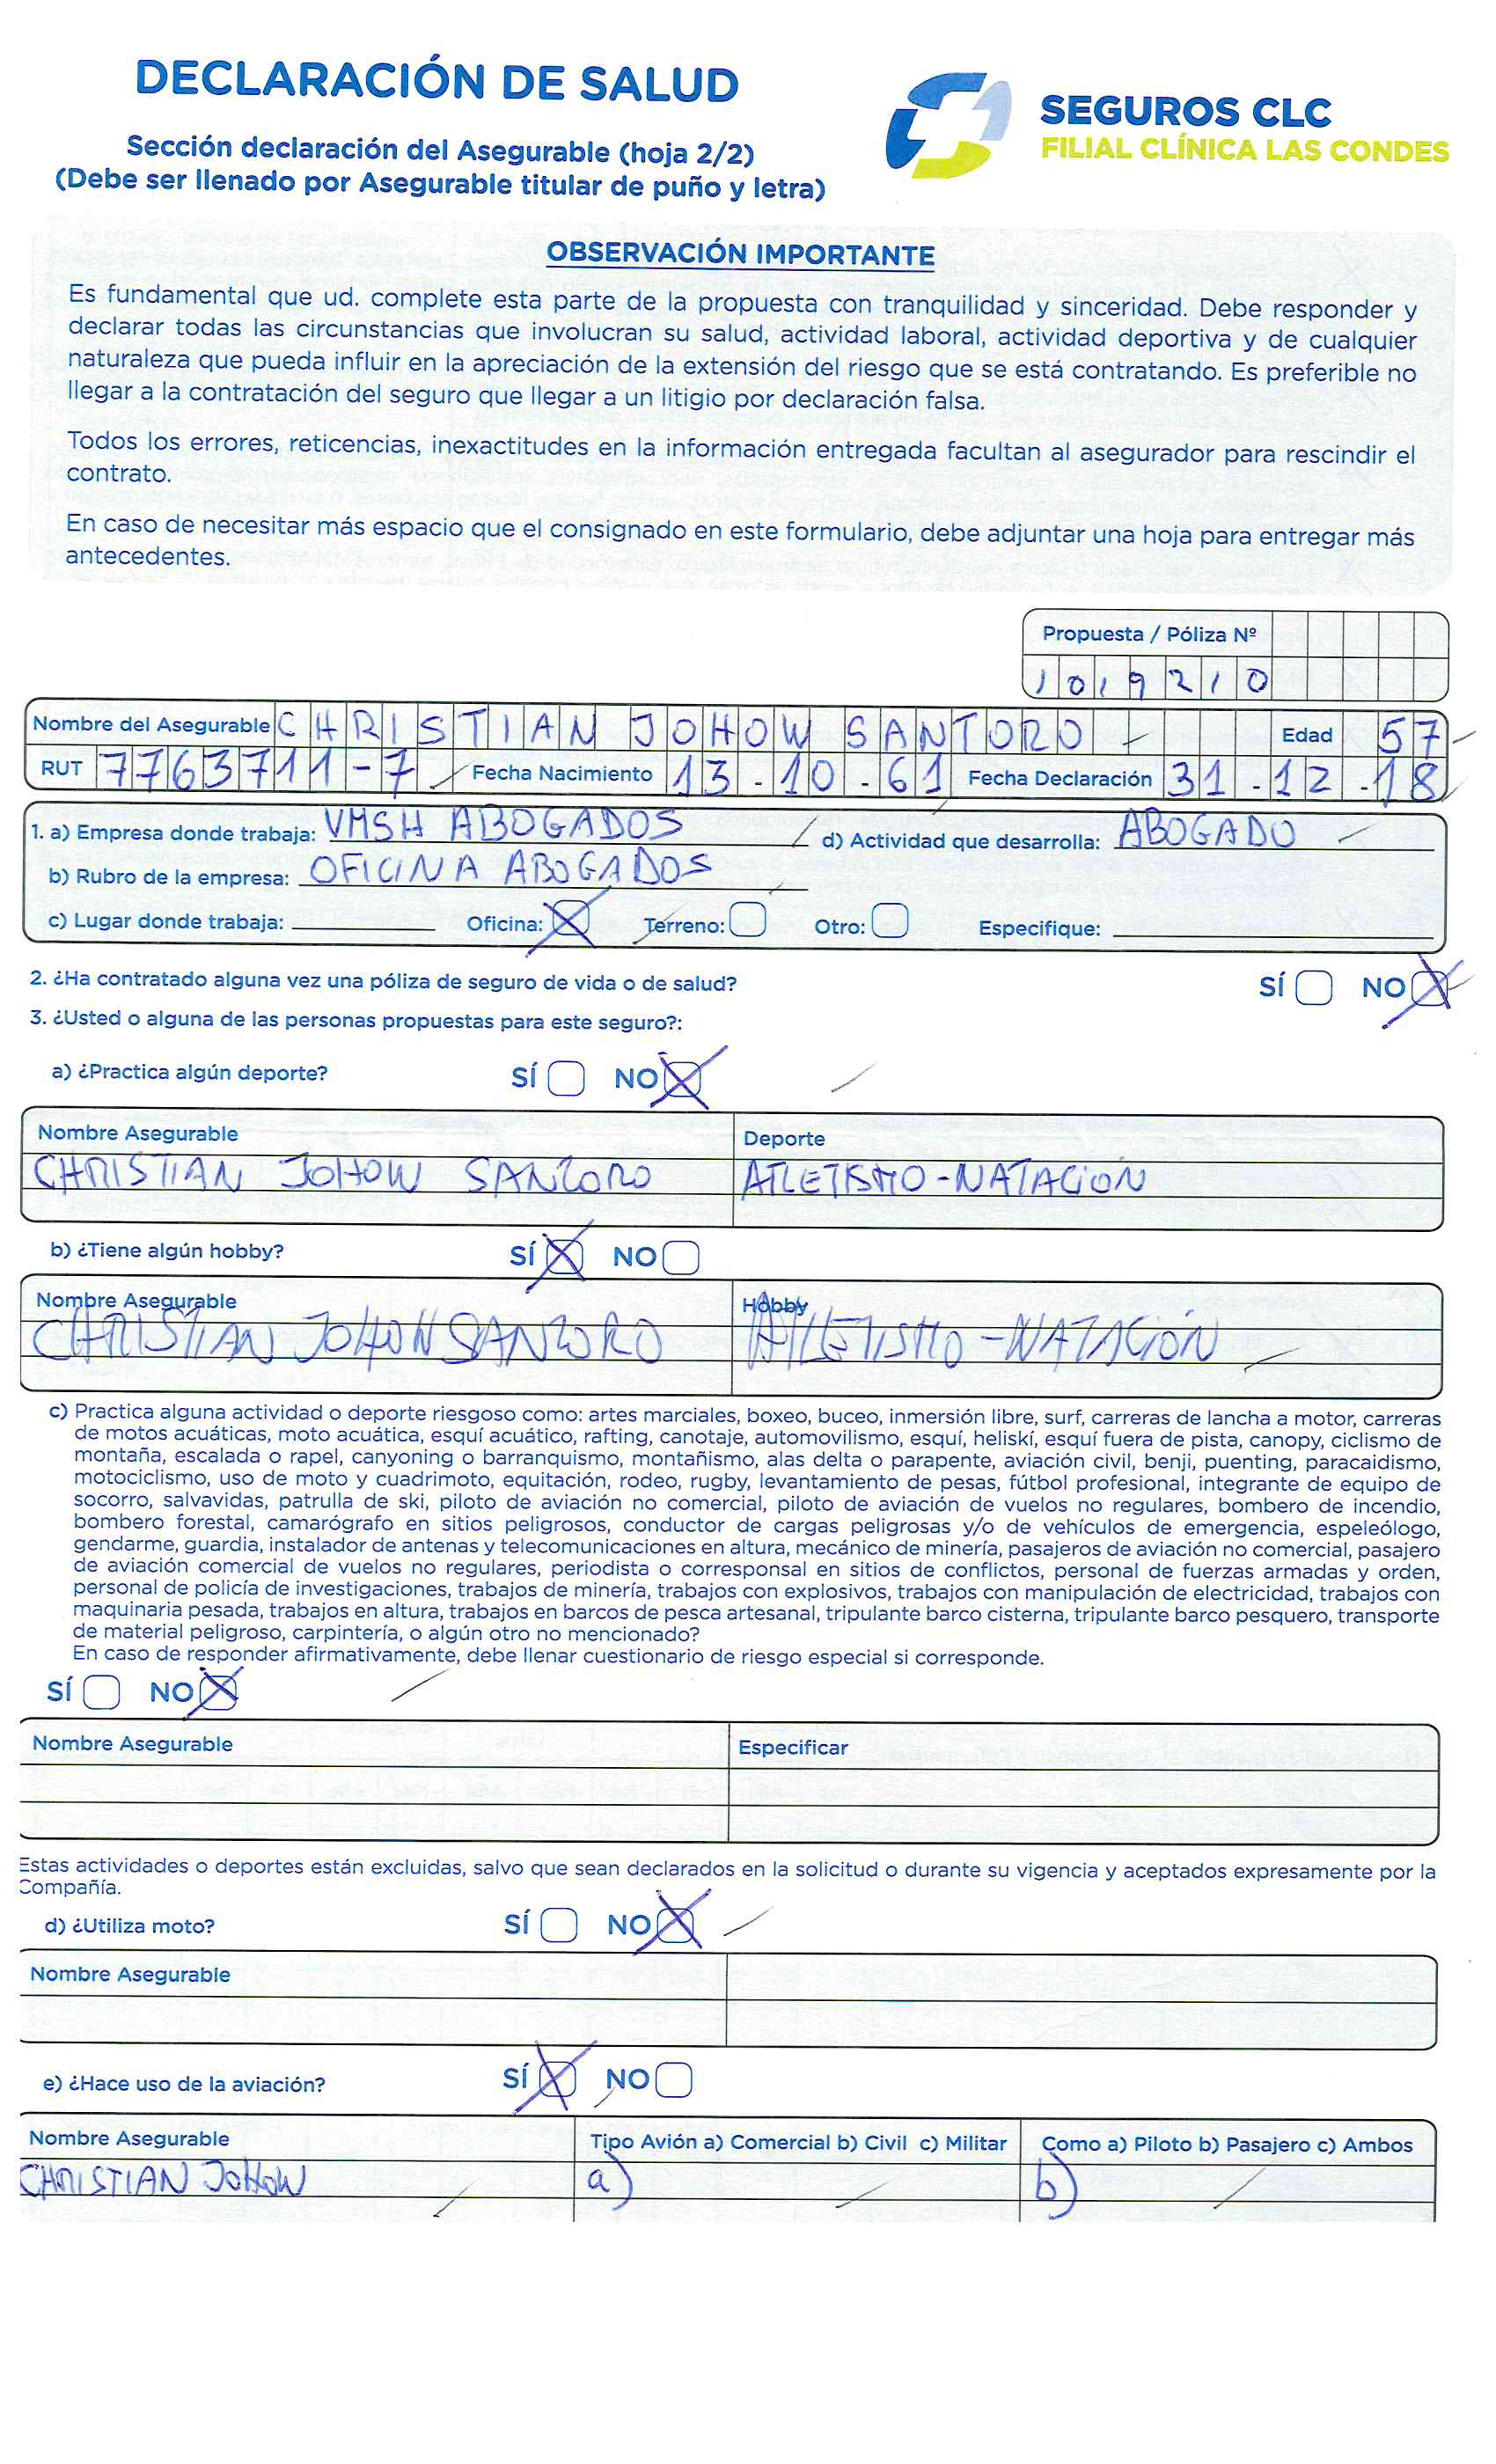 DECLARACIÓN DE SALUD
Sección declaración del Asegurable (hoja 2/2)
(Debe ser llenado por Asegurable titular de puño y letra)
SEGUROS CLC
FILIAL CLÍNICA LAS CONDES
OBSERVACIÓN IMPORTANTE
Es fundamental que ud. complete esta parte de la propuesta con tranquilidad y sinceridad. Debe responder y
declarar todas las circunstancias que involucran su salud, actividad laboral, actividad deportiva y de cualquier
naturaleza que pueda influir en la apreciación de la extensión del riesgo que se está contratando. Es preferible no
llegar a la contratación del seguro que llegar a un litigio por declaración falsa.
Todos los errores, reticencias, inexactitudes en la información entregada facultan al asegurador para rescindir el
contrato.
En caso de necesitar más espacio que el consignado en este formulario, debe adjuntar una hoja para entregar más
antecedentes.
Propuesta / Póliza Nº
1019210
Nombre del Asegurable CHRISTIAN JOHOW SANTORO Edad 57
RUT 7763711-7 Fecha Nacimiento 13.10.61 Fecha Declaración 31.12.18
1. a) Empresa donde trabaja: VMSH ABOGADOS d) Actividad que desarrolla: ABOGADO
b) Rubro de la empresa: OFICINA ABOGADOS
c) Lugar donde trabaja: Oficina: Terreno: Otro: Especifique:
2. ¿Ha contratado alguna vez una póliza de seguro de vida o de salud? SÍ NO
3. ¿Usted o alguna de las personas propuestas para este seguro?:
a) ¿Practica algún deporte? SÍ NO
Nombre Asegurable Deporte
CHRISTIAN JOHOW SANTORO ATLETISMO-NATACIÓN
b) ¿Tiene algún hobby? SÍ NO
Nombre Asegurable Hobby
CHRISTIAN JOHOW SANTORO ATLETISMO-NATACIÓN
c) Practica alguna actividad o deporte riesgoso como: artes marciales, boxeo, buceo, inmersión libre, surf, carreras de lancha a motor, carreras
de motos acuáticas, moto acuática, esquí acuático, rafting, canotaje, automovilismo, esquí, heliskí, esquí fuera de pista, canopy, ciclismo de
montaña, escalada o rapel, canyoning o barranquismo, montañismo, alas delta o parapente, aviación civil, benji, puenting, paracaidismo,
motociclismo, uso de moto y cuadrimoto, equitación, rodeo, rugby, levantamiento de pesas, fútbol profesional, integrante de equipo de
socorro, salvavidas, patrulla de ski, piloto de aviación no comercial, piloto de aviación de vuelos no regulares, bombero de incendio,
bombero forestal, camarógrafo en sitios peligrosos, conductor de cargas peligrosas y/o de vehículos de emergencia, espeleólogo,
gendarme, guardia, instalador de antenas y telecomunicaciones en altura, mecánico de minería, pasajeros de aviación no comercial, pasajero
de aviación comercial de vuelos no regulares, periodista o corresponsal en sitios de conflictos, personal de fuerzas armadas y orden,
personal de policía de investigaciones, trabajos de minería, trabajos con explosivos, trabajos con manipulación de electricidad, trabajos con
maquinaria pesada, trabajos en altura, trabajos en barcos de pesca artesanal, tripulante barco cisterna, tripulante barco pesquero, transporte
de material peligroso, carpintería, o algún otro no mencionado?
En caso de responder afirmativamente, debe llenar cuestionario de riesgo especial si corresponde.
SÍ NO
Nombre Asegurable Especificar
Estas actividades o deportes están excluidas, salvo que sean declarados en la solicitud o durante su vigencia y aceptados expresamente por la
Compañía.
d) ¿Utiliza moto? SÍ NO
Nombre Asegurable
e) ¿Hace uso de la aviación? SÍ NO
Nombre Asegurable Tipo Avión a) Comercial b) Civil c) Militar Como a) Piloto b) Pasajero c) Ambos
CHRISTIAN JOHOW a) b)